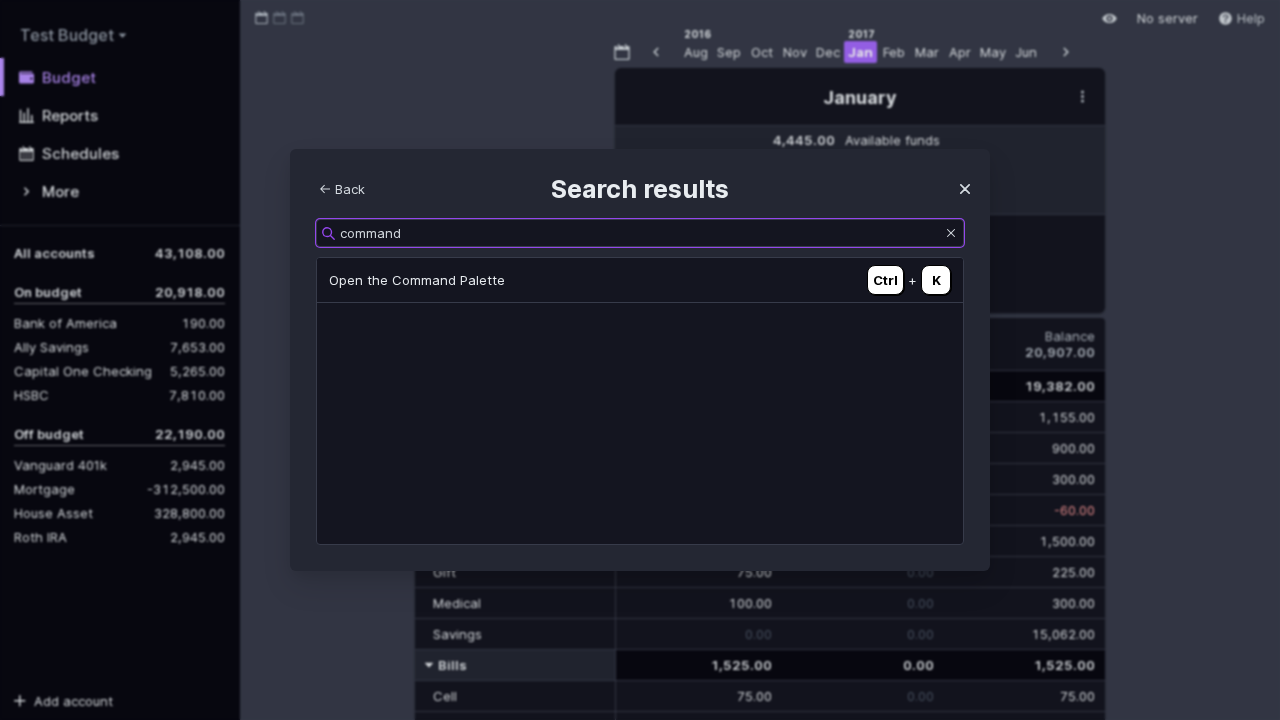 Test Budget
Budget
Reports
Schedules
More
All accounts 43,108.00
On budget 20,918.00
Bank of America 190.00
Ally Savings 7,653.00
Capital One Checking 5,265.00
HSBC 7,810.00
Off budget 22,190.00
Vanguard 401k 2,945.00
Mortgage -312,500.00
House Asset 328,800.00
Roth IRA 2,945.00
Add account
No server
Help
2016 2017
Aug Sep Oct Nov Dec Jan Feb Mar Apr May Jun
January
4,445.00 Available funds
Back
Search results
command
Open the Command Palette Ctrl + K
Balance
20,907.00
19,382.00
1,155.00
900.00
300.00
-60.00
1,500.00
Gift 75.00 0.00 225.00
Medical 100.00 0.00 300.00
Savings 0.00 0.00 15,062.00
Bills 1,525.00 0.00 1,525.00
Cell 75.00 0.00 75.00